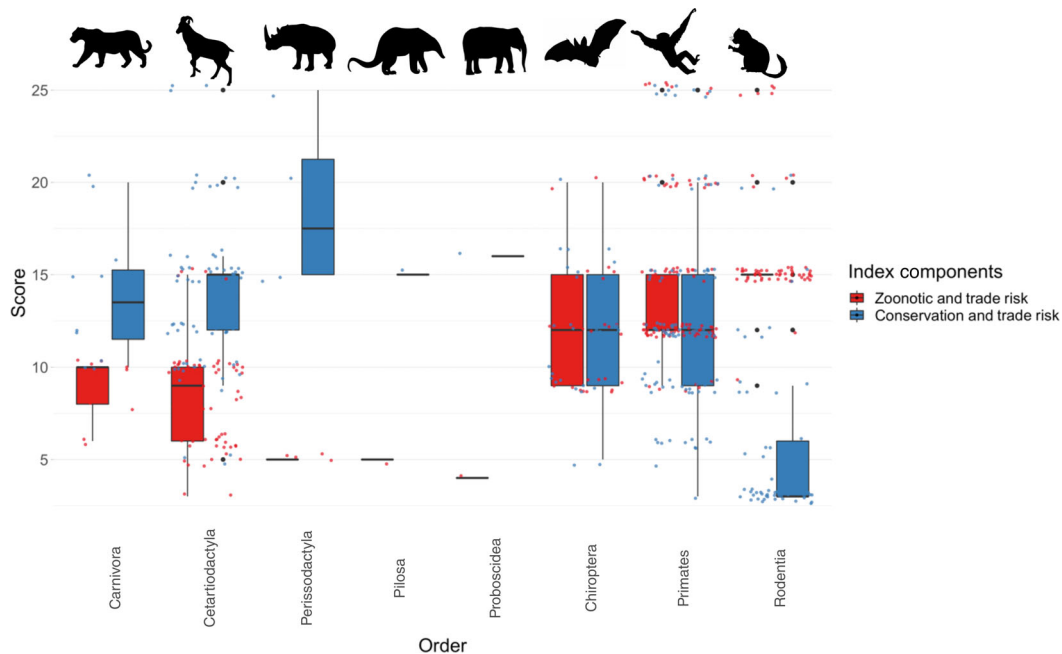 25
20
15
10
5
Score
Carnivora
Cetartiodactyla
Perissodactyla
Pilosa
Proboscidea
Chiroptera
Primates
Rodentia
Order
Index components
Zoonotic and trade risk
Conservation and trade risk